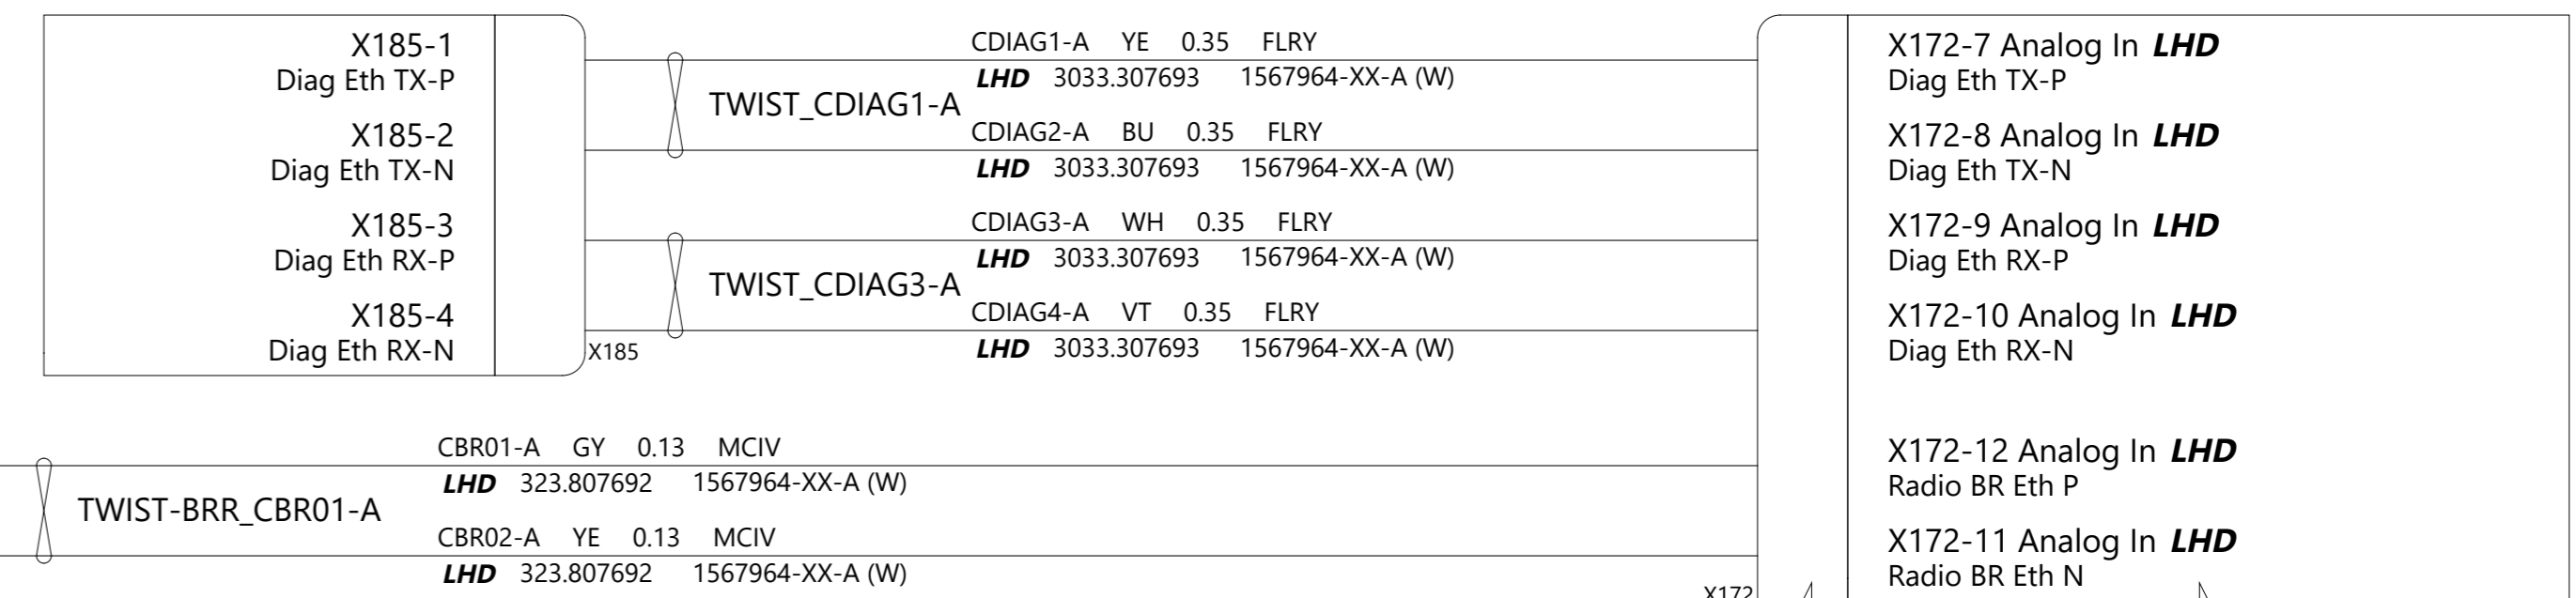 X185-1
Diag Eth TX-P
X185-2
Diag Eth TX-N
X185-3
Diag Eth RX-P
X185-4
Diag Eth RX-N
X185
CDIAG1-A YE 0.35 FLRY
LHD 3033.307693 1567964-XX-A (W)
TWIST_CDIAG1-A
CDIAG2-A BU 0.35 FLRY
LHD 3033.307693 1567964-XX-A (W)
CDIAG3-A WH 0.35 FLRY
LHD 3033.307693 1567964-XX-A (W)
TWIST_CDIAG3-A
CDIAG4-A VT 0.35 FLRY
LHD 3033.307693 1567964-XX-A (W)
X172-7 Analog In LHD
Diag Eth TX-P
X172-8 Analog In LHD
Diag Eth TX-N
X172-9 Analog In LHD
Diag Eth RX-P
X172-10 Analog In LHD
Diag Eth RX-N
CBR01-A GY 0.13 MCIV
LHD 323.807692 1567964-XX-A (W)
TWIST-BRR_CBR01-A
CBR02-A YE 0.13 MCIV
LHD 323.807692 1567964-XX-A (W)
X172-12 Analog In LHD
Radio BR Eth P
X172-11 Analog In LHD
Radio BR Eth N
X172